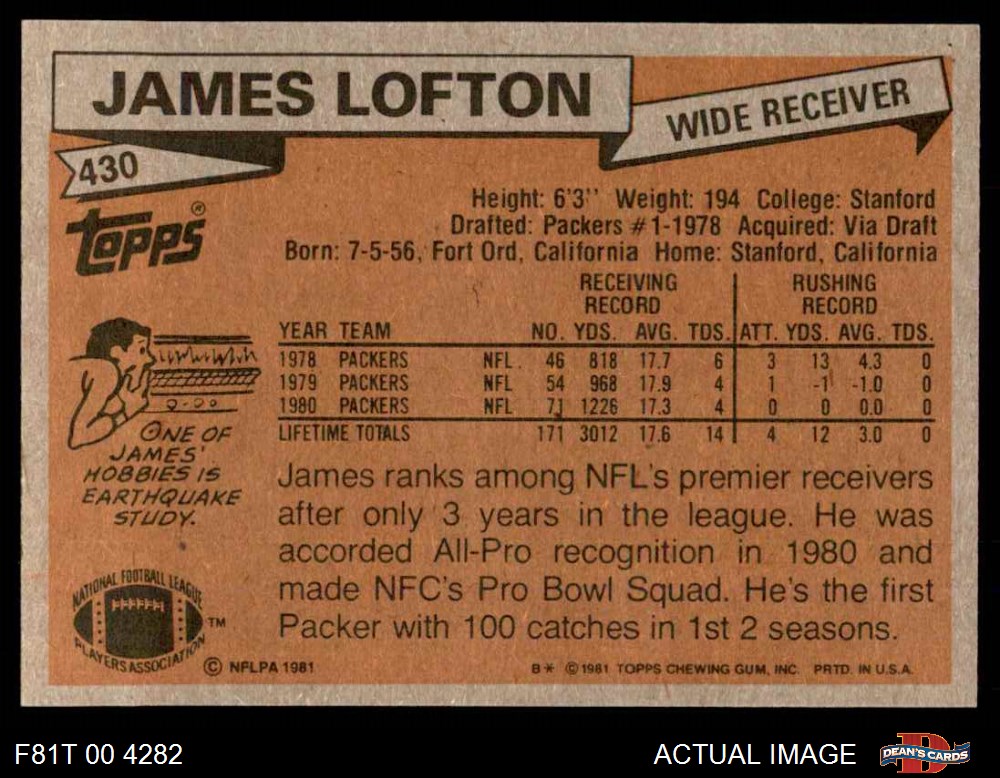 JAMES LOFTON
WIDE RECEIVER
430
Topps®
Height: 6'3'' Weight: 194 College: Stanford
Drafted: Packers #1-1978 Acquired: Via Draft
Born: 7-5-56, Fort Ord, California Home: Stanford, California
RECEIVING RECORD RUSHING RECORD
YEAR TEAM NO. YDS. AVG. TDS. ATT. YDS. AVG. TDS.
1978 PACKERS NFL. 46 818 17.7 6 3 13 4.3 0
1979 PACKERS NFL 54 968 17.9 4 1 -1 -1.0 0
1980 PACKERS NFL 71 1226 17.3 4 0 0 0.0 0
LIFETIME TOTALS 171 3012 17.6 14 4 12 3.0 0
ONE OF
JAMES'
HOBBIES IS
EARTHQUAKE
STUDY.
James ranks among NFL's premier receivers
after only 3 years in the league. He was
accorded All-Pro recognition in 1980 and
made NFC's Pro Bowl Squad. He's the first
Packer with 100 catches in 1st 2 seasons.
NATIONAL FOOTBALL LEAGUE
PLAYERS ASSOCIATION
TM
© NFLPA 1981
B* © 1981 TOPPS CHEWING GUM, INC. PRTD. IN U.S.A.
F81T 00 4282
ACTUAL IMAGE
D
DEAN'S CARDS